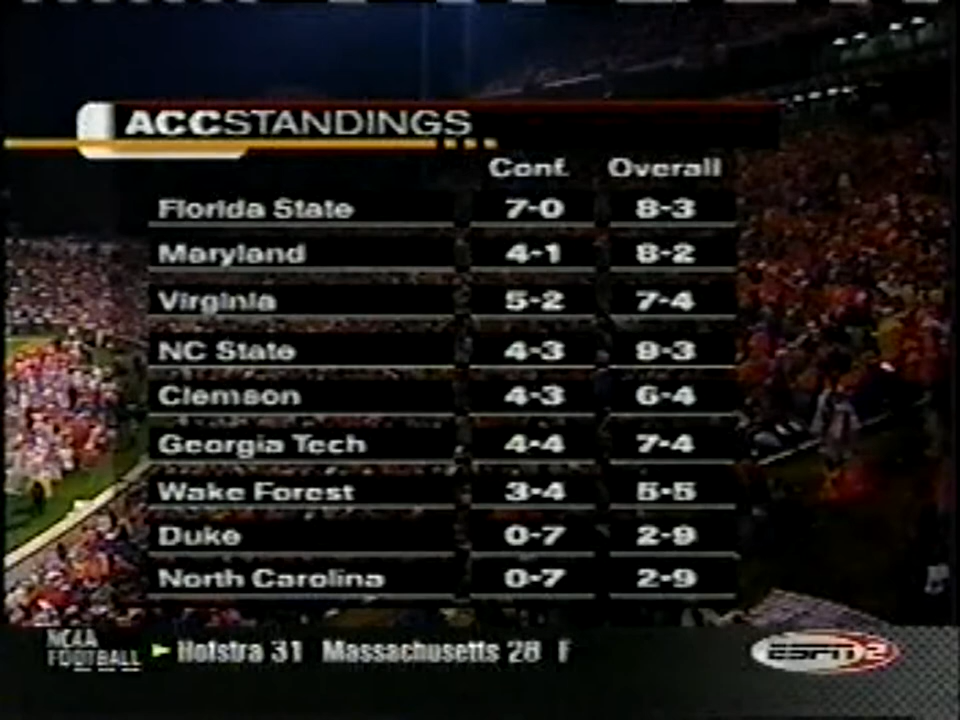 ACCSTANDINGS
Conf. Overall
Florida State 7-0 8-3
Maryland 4-1 8-2
Virginia 5-2 7-4
NC State 4-3 9-3
Clemson 4-3 6-4
Georgia Tech 4-4 7-4
Wake Forest 3-4 5-5
Duke 0-7 2-9
North Carolina 0-7 2-9
NCAA FOOTBALL Hofstra 31 Massachusetts 28 F ESPN2